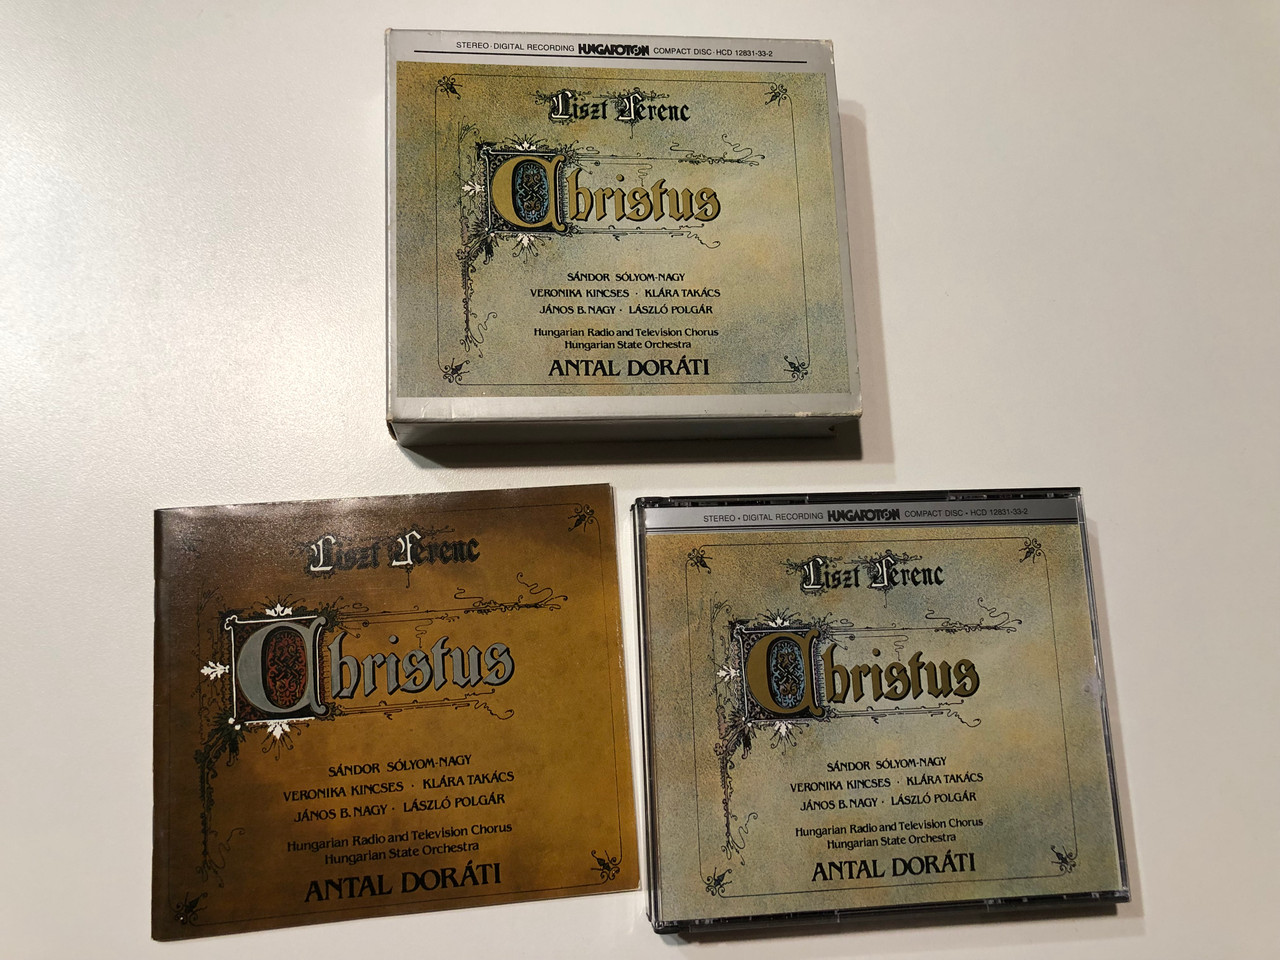 STEREO · DIGITAL RECORDING HUNGAROTON COMPACT DISC · HCD 12831-33-2
Liszt Ferenc
Christus
SÁNDOR SÓLYOM-NAGY
VERONIKA KINCSES · KLÁRA TAKÁCS
JÁNOS B. NAGY · LÁSZLÓ POLGÁR
Hungarian Radio and Television Chorus
Hungarian State Orchestra
ANTAL DORÁTI
Liszt Ferenc
Christus
SÁNDOR SÓLYOM-NAGY
VERONIKA KINCSES · KLÁRA TAKÁCS
JÁNOS B. NAGY · LÁSZLÓ POLGÁR
Hungarian Radio and Television Chorus
Hungarian State Orchestra
ANTAL DORÁTI
STEREO • DIGITAL RECORDING HUNGAROTON COMPACT DISC • HCD 12831-33-2
Liszt Ferenc
Christus
SÁNDOR SÓLYOM-NAGY
VERONIKA KINCSES · KLÁRA TAKÁCS
JÁNOS B. NAGY · LÁSZLÓ POLGÁR
Hungarian Radio and Television Chorus
Hungarian State Orchestra
ANTAL DORÁTI